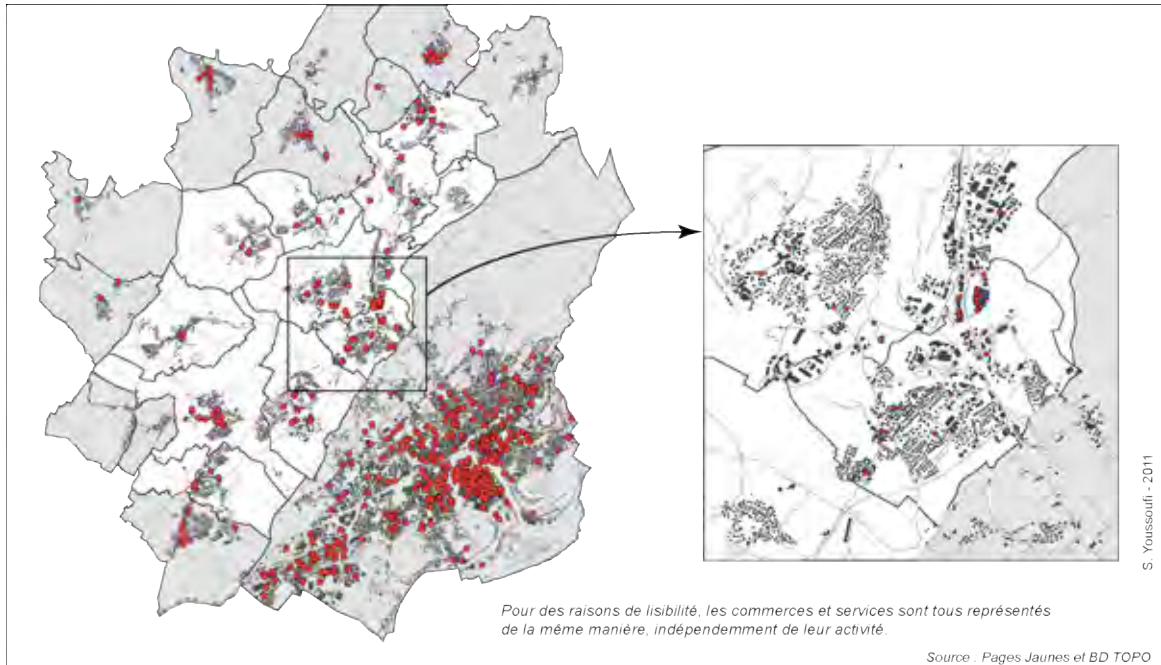 S. Youssoufi - 2011
Pour des raisons de lisibilité, les commerces et services sont tous représentés
de la même manière, indépendemment de leur activité.
Source : Pages Jaunes et BD TOPO